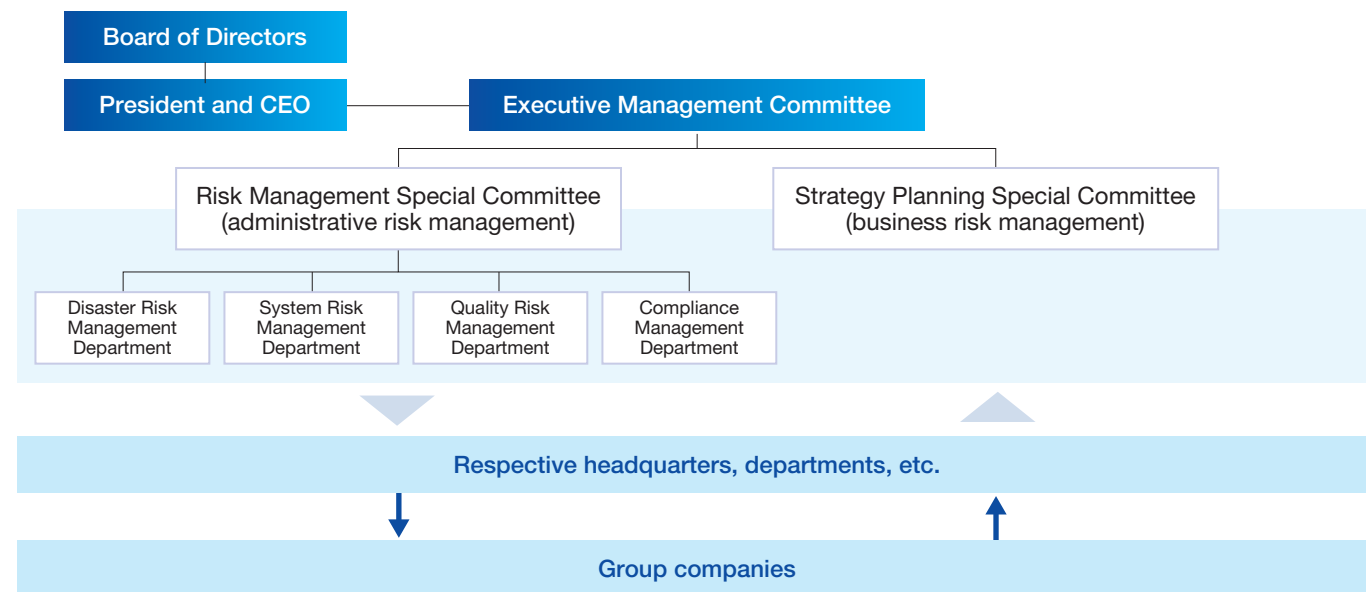 Board of Directors
President and CEO
Executive Management Committee
Risk Management Special Committee
(administrative risk management)
Strategy Planning Special Committee
(business risk management)
Disaster Risk
Management
Department
System Risk
Management
Department
Quality Risk
Management
Department
Compliance
Management
Department
Respective headquarters, departments, etc.
Group companies